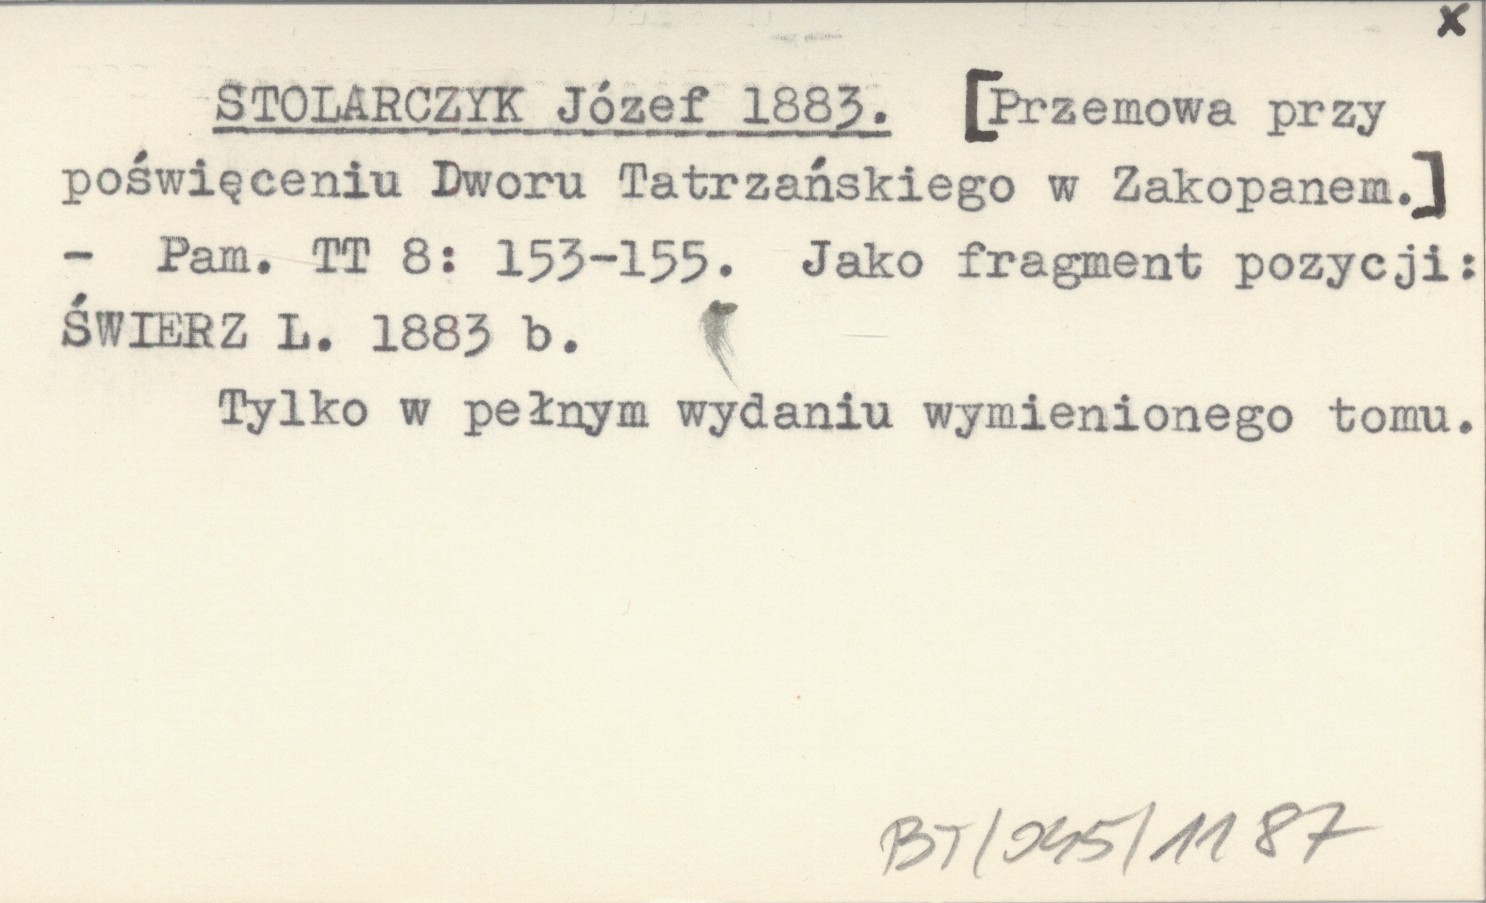 x
STOLARCZYK Józef 1883. [Przemowa przy
poświęceniu Dworu Tatrzańskiego w Zakopanem.]
- Pam. TT 8: 153-155. Jako fragment pozycji:
ŚWIERZ L. 1883 b.
Tylko w pełnym wydaniu wymienionego tomu.
BT/045/1187